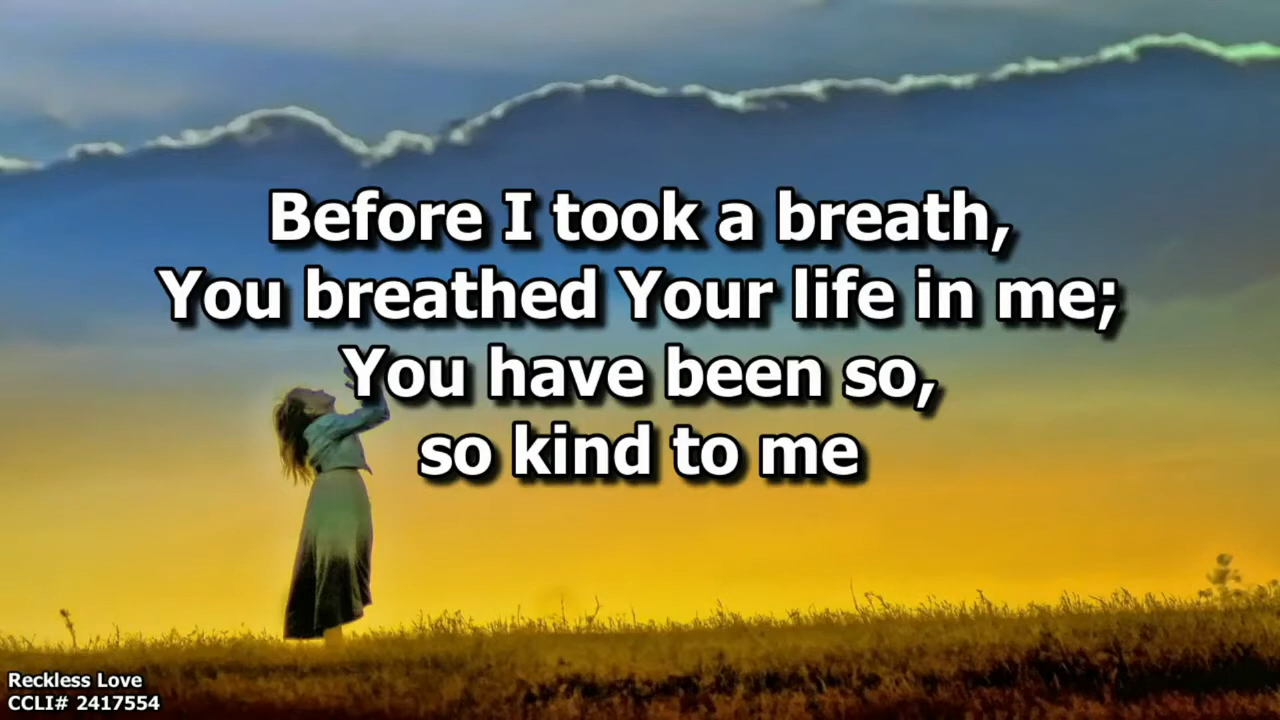 Before I took a breath,
You breathed Your life in me;
You have been so,
so kind to me
Reckless Love
CCLI# 2417554